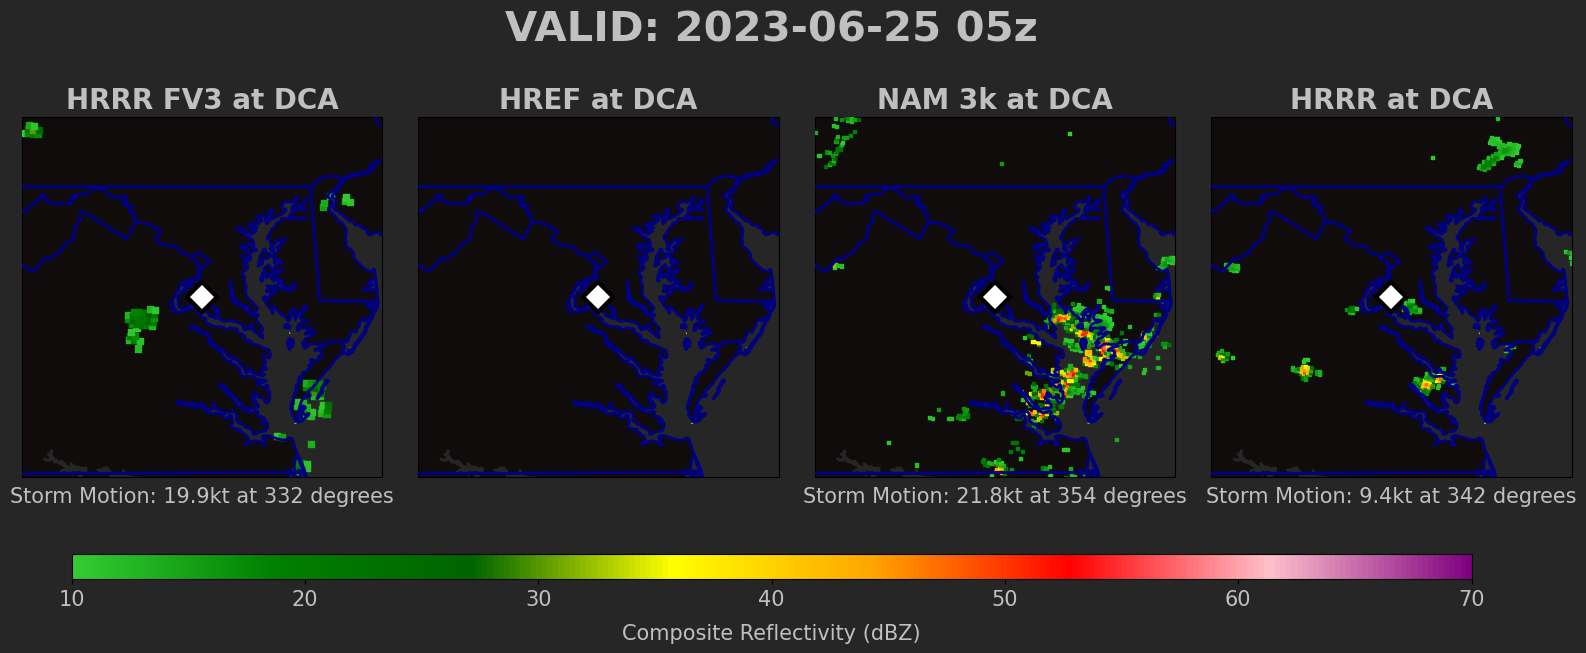 VALID: 2023-06-25 05z
HRRR FV3 at DCA
HREF at DCA
NAM 3k at DCA
HRRR at DCA
Storm Motion: 19.9kt at 332 degrees
Storm Motion: 21.8kt at 354 degrees
Storm Motion: 9.4kt at 342 degrees
10 20 30 40 50 60 70
Composite Reflectivity (dBZ)